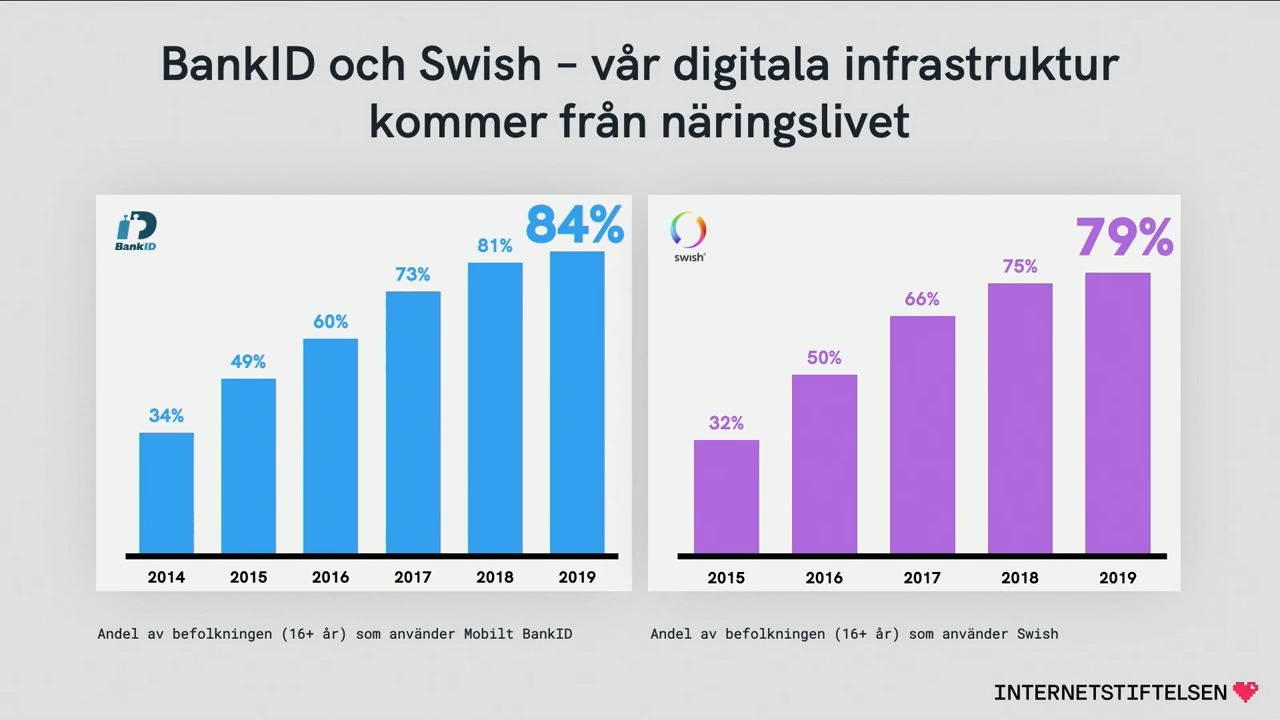 BankID och Swish – vår digitala infrastruktur
kommer från näringslivet
BankID
84%
81%
73%
60%
49%
34%
2014 2015 2016 2017 2018 2019
Andel av befolkningen (16+ år) som använder Mobilt BankID
swish®
79%
75%
66%
50%
32%
2015 2016 2017 2018 2019
Andel av befolkningen (16+ år) som använder Swish
INTERNETSTIFTELSEN